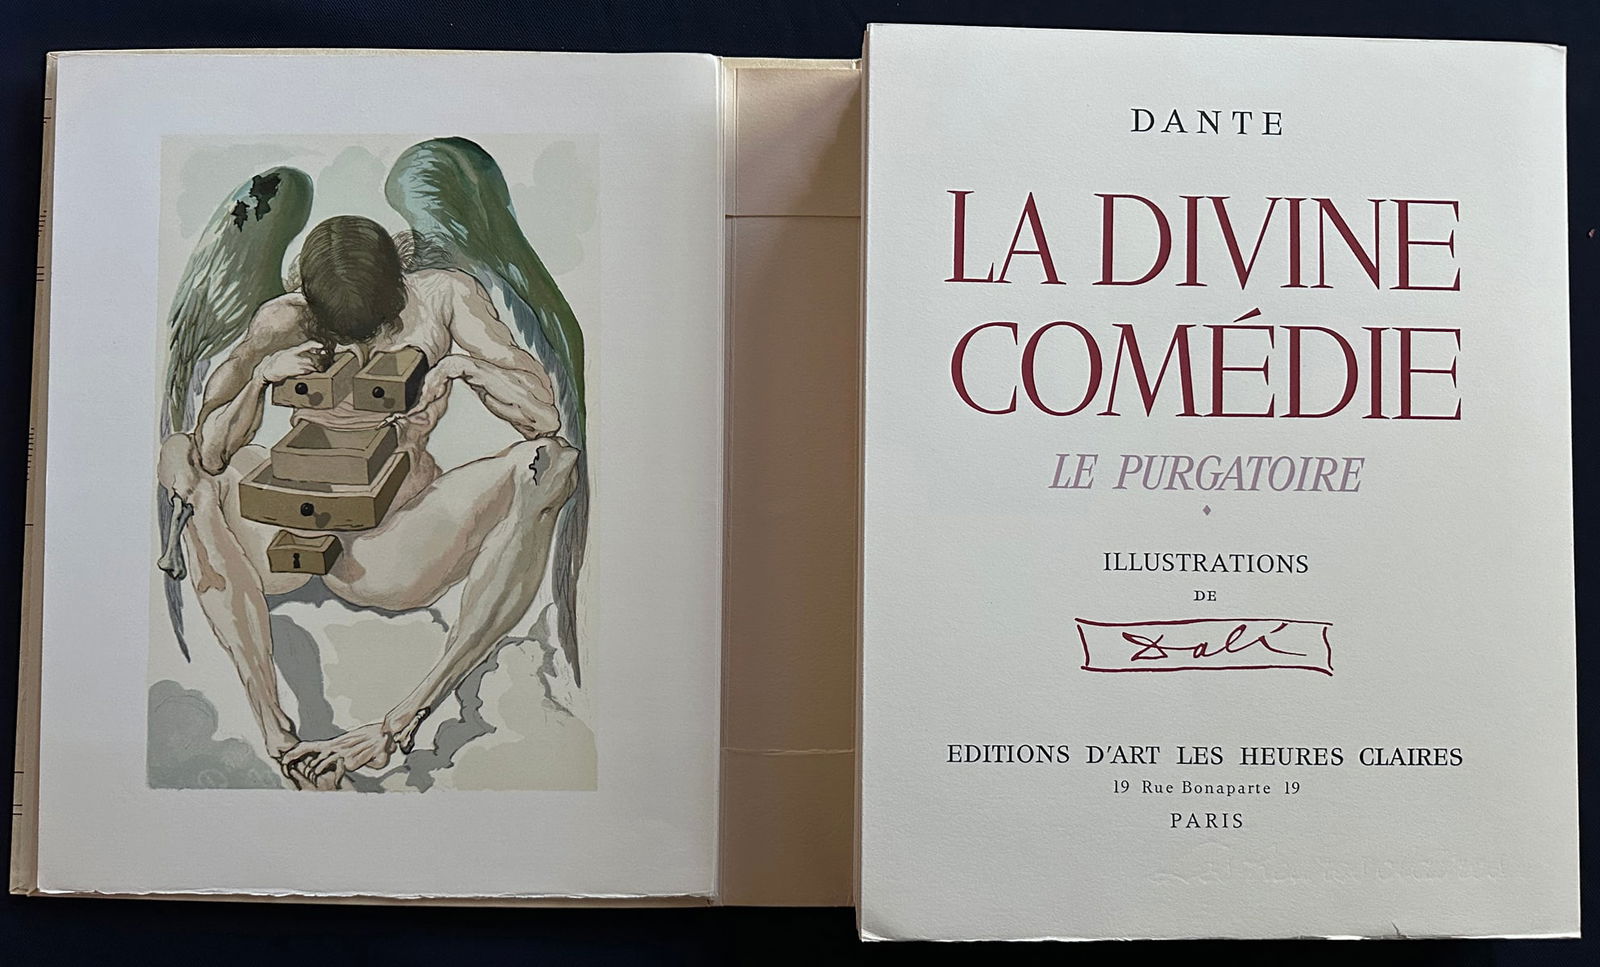 DANTE
LA DIVINE
COMÉDIE
LE PURGATOIRE
ILLUSTRATIONS
DE
Dalí
EDITIONS D'ART LES HEURES CLAIRES
19 Rue Bonaparte 19
PARIS